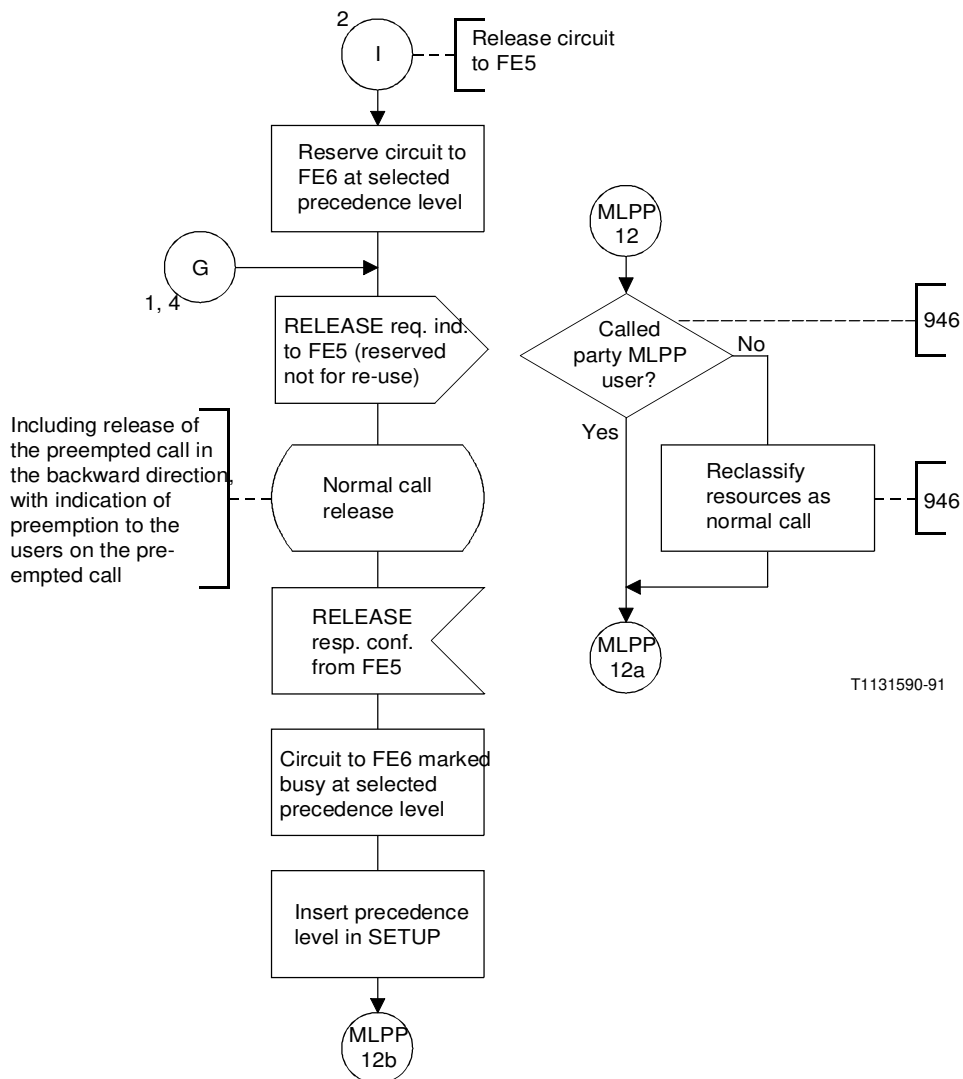 2
I
Release circuit
to FE5
Reserve circuit to
FE6 at selected
precedence level
G
1, 4
RELEASE req. ind.
to FE5 (reserved
not for re-use)
Including release of
the preempted call in
the backward direction,
with indication of
preemption to the
users on the pre-
empted call
Normal call
release
RELEASE
resp. conf.
from FE5
Circuit to FE6 marked
busy at selected
precedence level
Insert precedence
level in SETUP
MLPP
12b
MLPP
12
Called
party MLPP
user?
946
No
Yes
Reclassify
resources as
normal call
946
MLPP
12a
T1131590-91